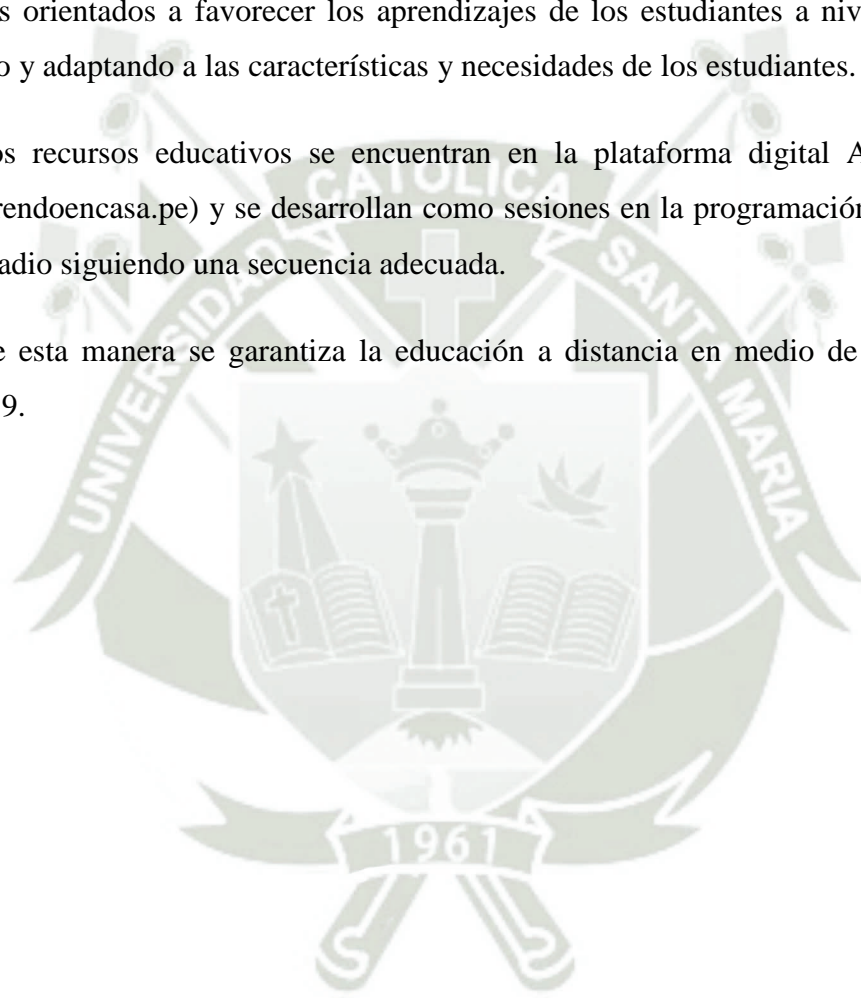 s orientados a favorecer los aprendizajes de los estudiantes a niv
o y adaptando a las características y necesidades de los estudiantes.
os recursos educativos se encuentran en la plataforma digital A
rendoencasa.pe) y se desarrollan como sesiones en la programación
adio siguiendo una secuencia adecuada.
e esta manera se garantiza la educación a distancia en medio de
9.
UNIVERSIDAD CATOLICA SANTA MARIA
1961